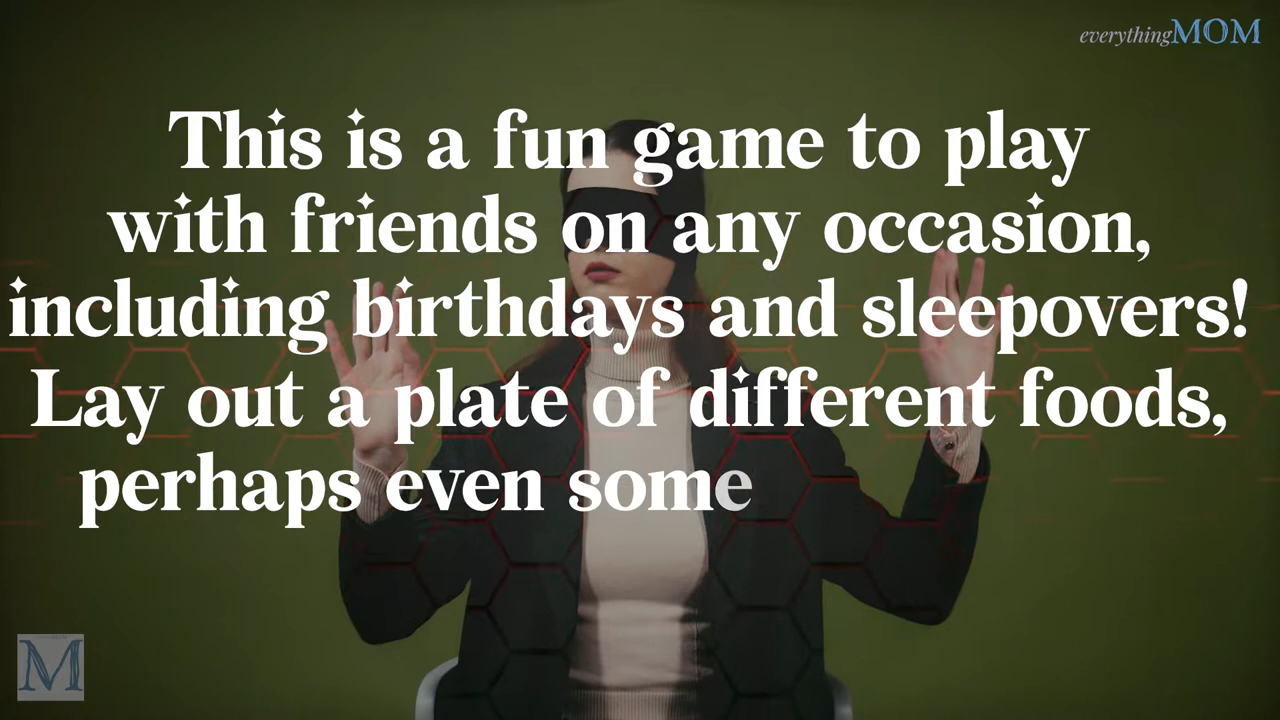 everythingMOM
This is a fun game to play
with friends on any occasion,
including birthdays and sleepovers!
Lay out a plate of different foods,
perhaps even some
M